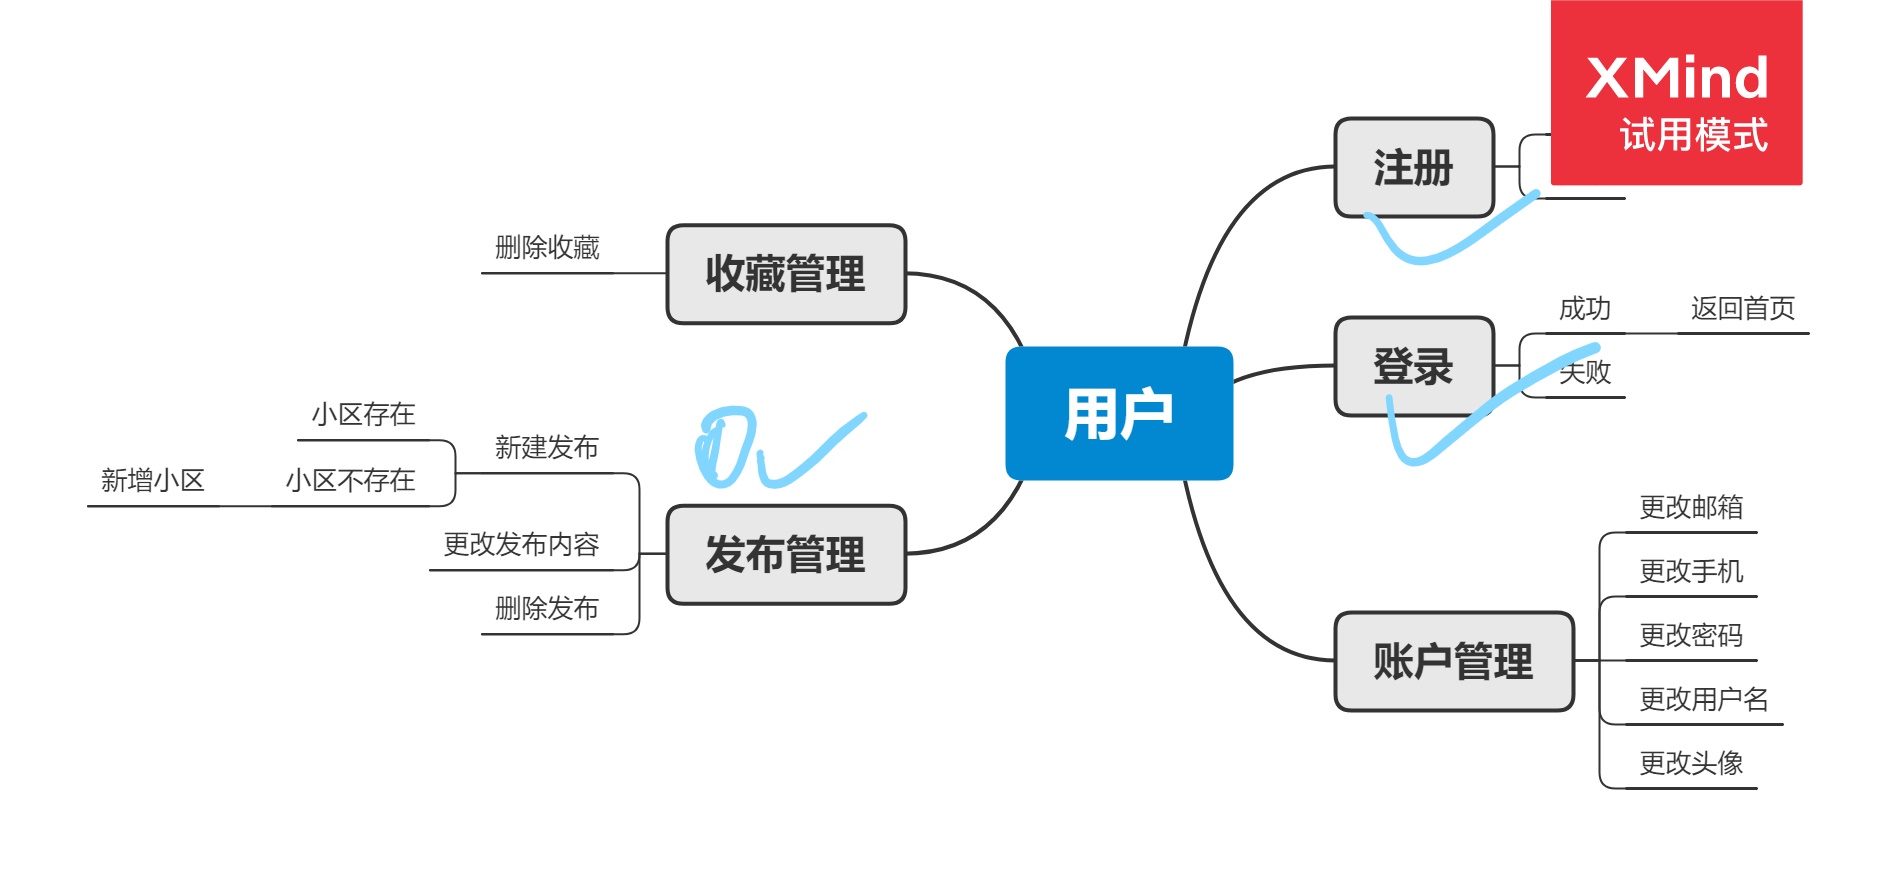 XMind
试用模式
注册
收藏管理
删除收藏
登录
成功
返回首页
失败
用户
小区存在
新建发布
新增小区
小区不存在
更改发布内容
发布管理
删除发布
账户管理
更改邮箱
更改手机
更改密码
更改用户名
更改头像